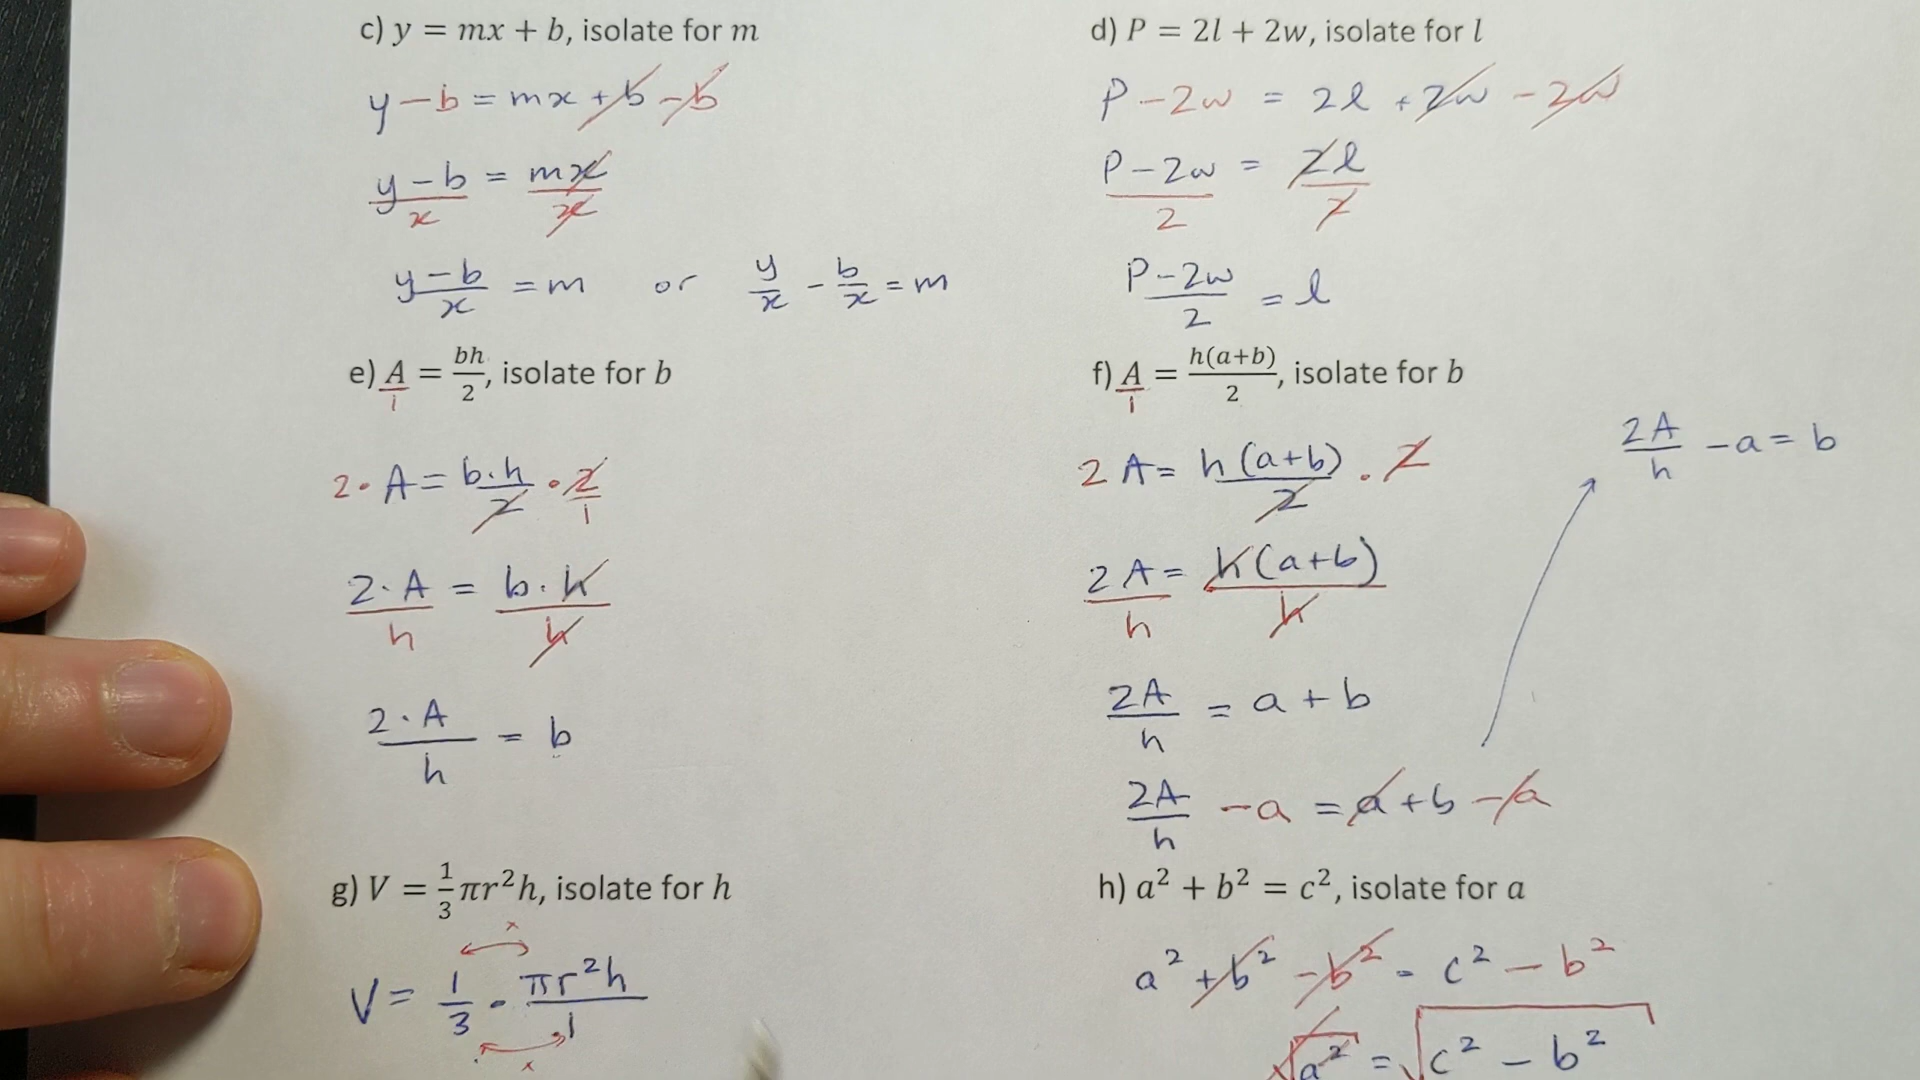 c) y = mx + b, isolate for m
y - b = mx + b - b
y - b / x = mx / x
y - b / x = m or y/x - b/x = m
d) P = 2l + 2w, isolate for l
P - 2w = 2l + 2w - 2w
P - 2w / 2 = 2l / 2
P - 2w / 2 = l
e) A/1 = bh/2, isolate for b
2 · A = b·h / 2 · 2/1
2·A / h = b·h / h
2·A / h = b
f) A/1 = h(a+b)/2, isolate for b
2A = h(a+b) / 2 · 2
2A / h = h(a+b) / h
2A / h = a + b
2A / h - a = a + b - a
2A / h - a = b
g) V = 1/3 πr²h, isolate for h
x
V = 1/3 · πr²h / 1
x
h) a² + b² = c², isolate for a
a² + b² - b² = c² - b²
√a² = √c² - b²